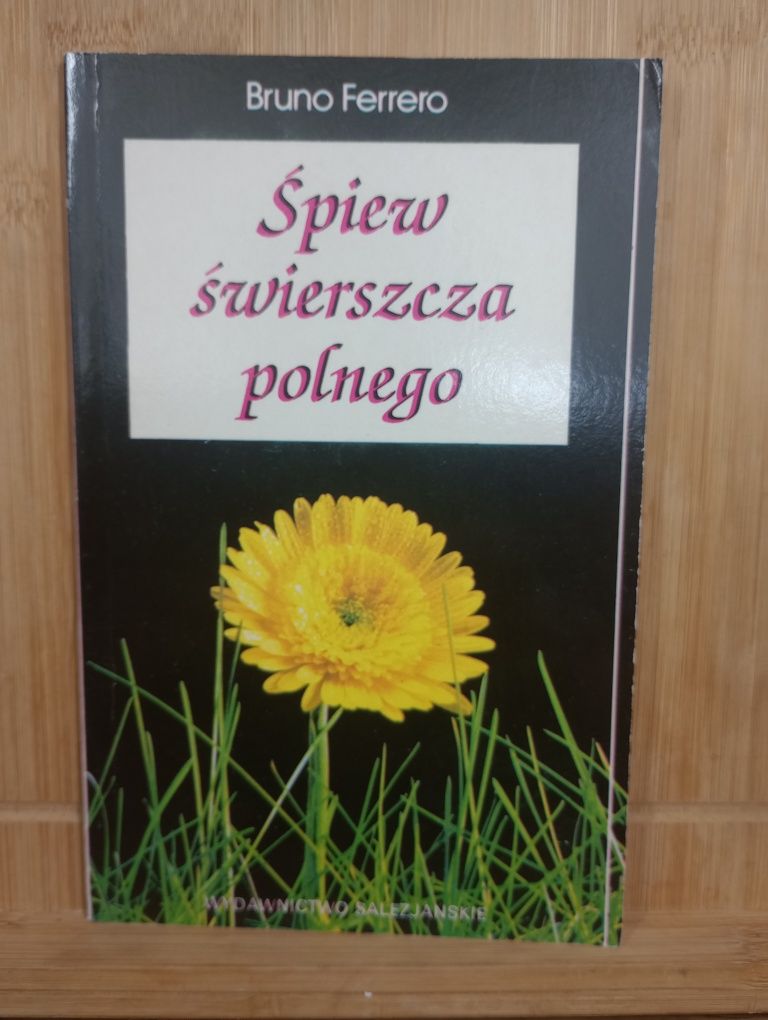 Bruno Ferrero
Śpiew
świerszcza
polnego
WYDAWNICTWO SALEZJAŃSKIE